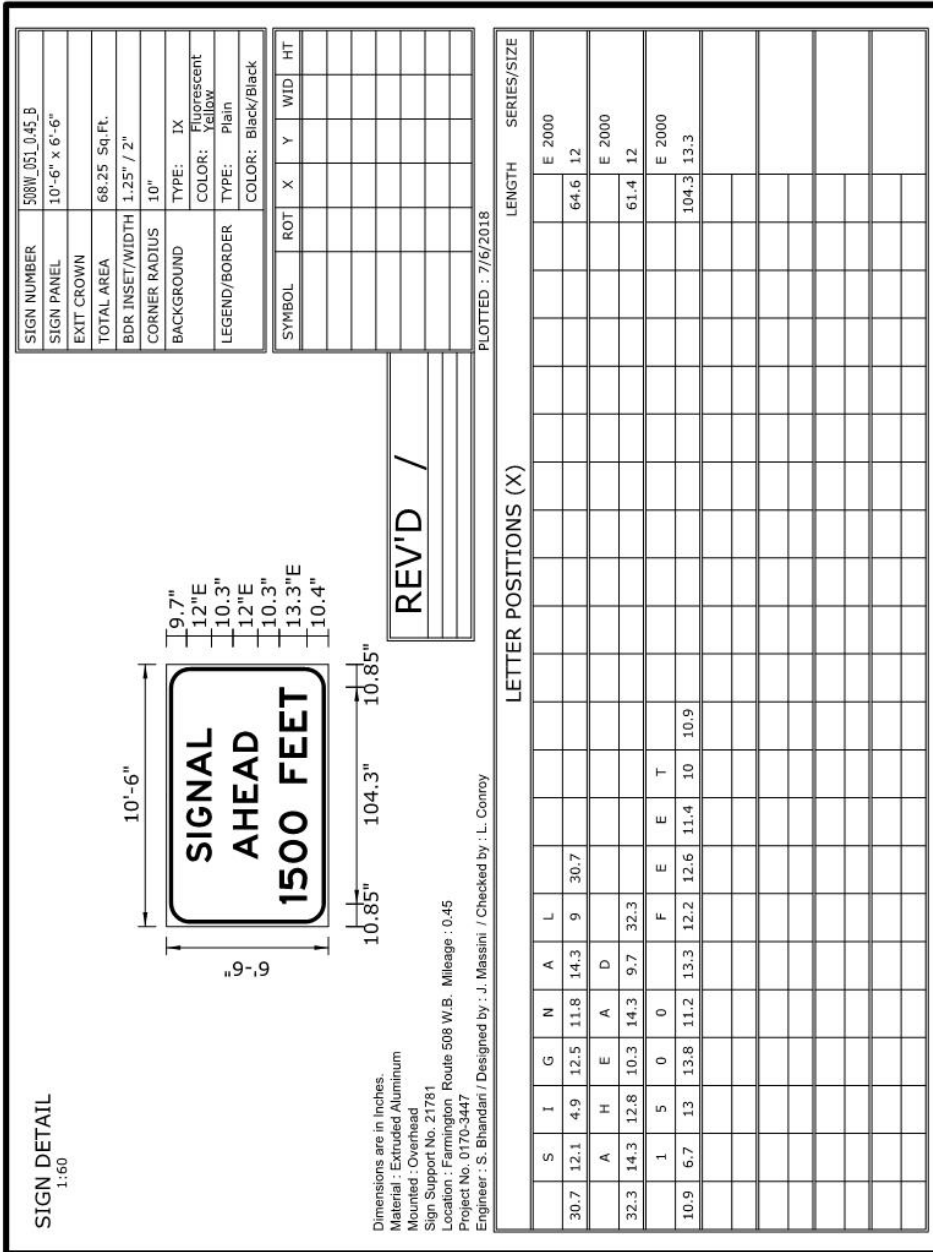 SIGN DETAIL
1:60
10'-6"
6'-6"
SIGNAL
AHEAD
1500 FEET
9.7"
12"E
10.3"
12"E
10.3"
13.3"E
10.4"
10.85" 104.3" 10.85"
SIGN NUMBER 508W_051_0.45_B
SIGN PANEL 10'-6" x 6'-6"
EXIT CROWN
TOTAL AREA 68.25 Sq.Ft.
BDR INSET/WIDTH 1.25" / 2"
CORNER RADIUS 10"
BACKGROUND TYPE: IX
COLOR: Fluorescent
Yellow
LEGEND/BORDER TYPE: Plain
COLOR: Black/Black
SYMBOL ROT X Y WID HT
Dimensions are in Inches.
Material : Extruded Aluminum
Mounted : Overhead
Sign Support No. 21781
Location : Farmington Route 508 W.B. Mileage : 0.45
Project No. 0170-3447
Engineer : S. Bhandari / Designed by : J. Massini / Checked by : L. Conroy
REV'D /
PLOTTED : 7/6/2018
LETTER POSITIONS (X) LENGTH SERIES/SIZE
S I G N A L E 2000
30.7 12.1 4.9 12.5 11.8 14.3 9 30.7 64.6 12
A H E A D E 2000
32.3 14.3 12.8 10.3 14.3 9.7 32.3 61.4 12
1 5 0 0 F E E T E 2000
10.9 6.7 13 13.8 11.2 13.3 12.2 12.6 11.4 10 10.9 104.3 13.3